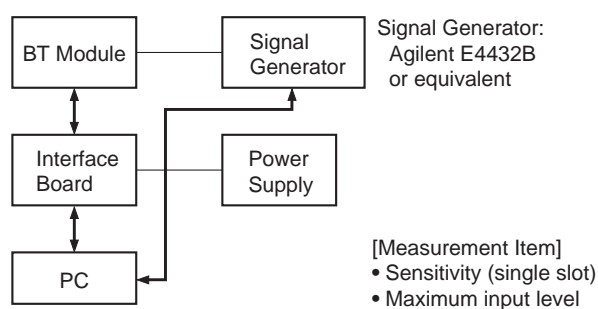 BT Module
Signal
Generator
Signal Generator:
Agilent E4432B
or equivalent
Interface
Board
Power
Supply
PC
[Measurement Item]
• Sensitivity (single slot)
• Maximum input level